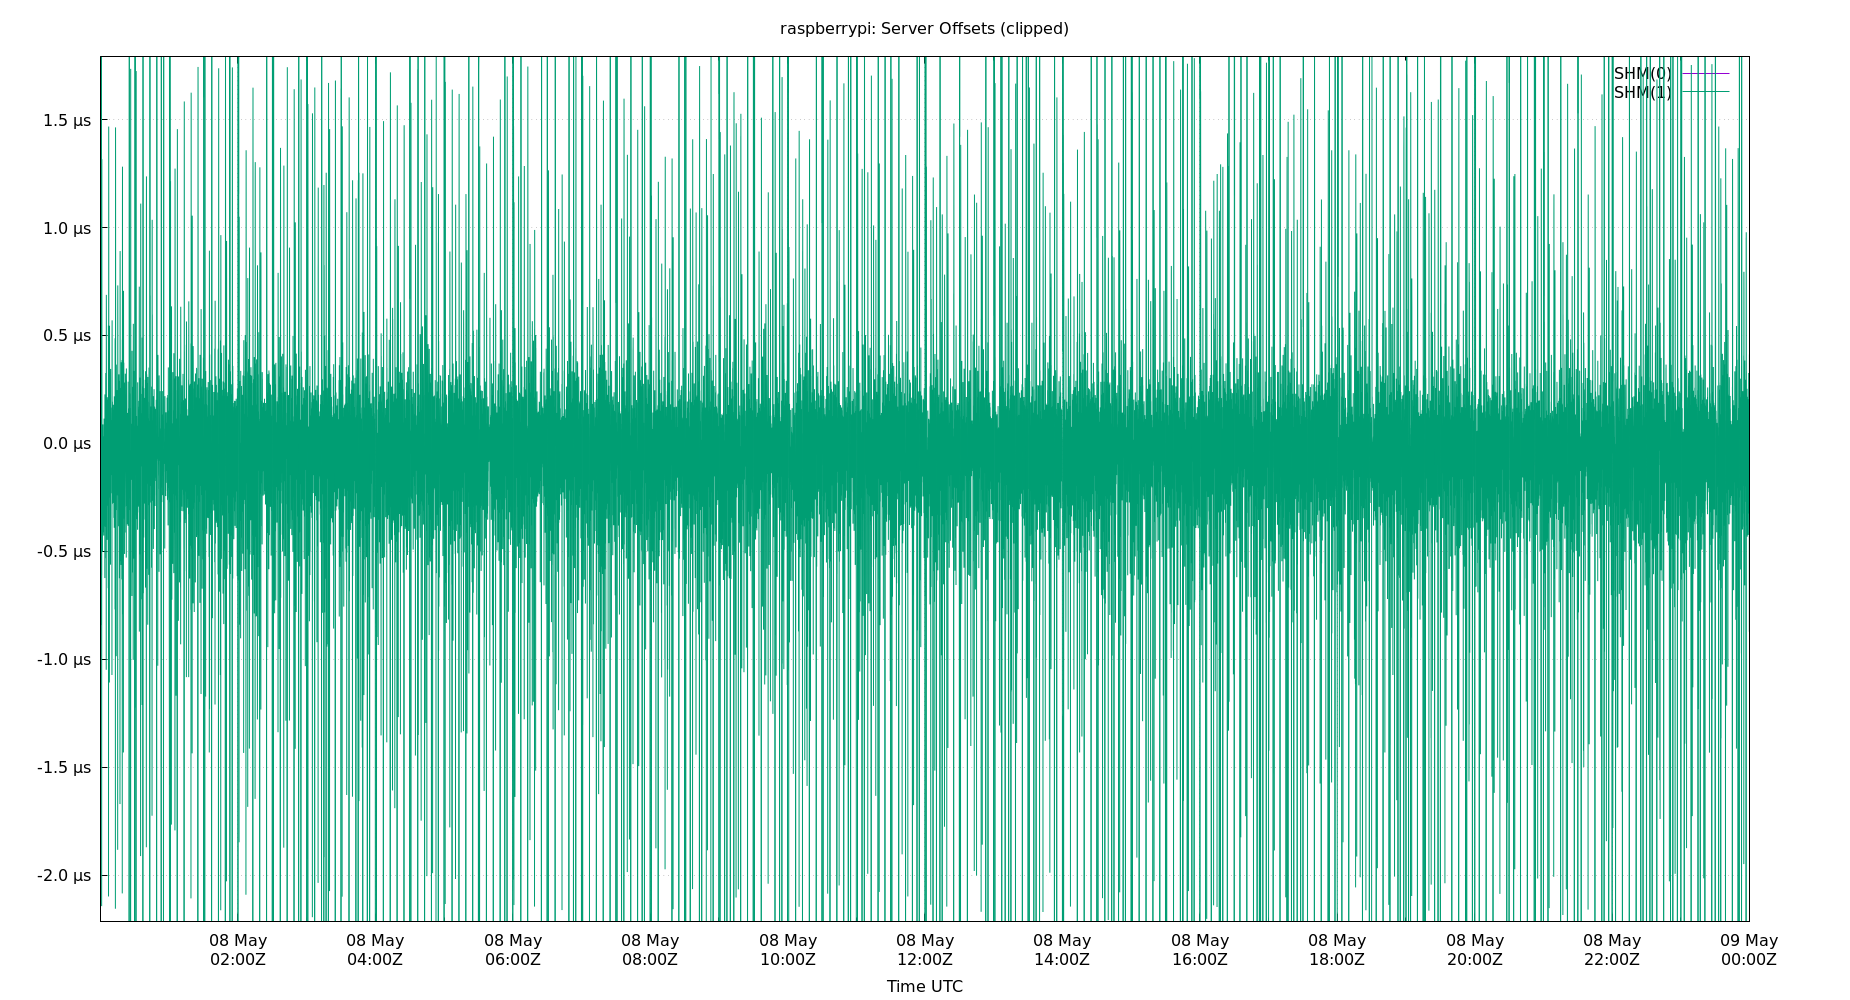 raspberrypi: Server Offsets (clipped)
SHM(0)
SHM(1)
1.5 µs
1.0 µs
0.5 µs
0.0 µs
-0.5 µs
-1.0 µs
-1.5 µs
-2.0 µs
08 May 08 May 08 May 08 May 08 May 08 May 08 May 08 May 08 May 08 May 08 May 09 May
02:00Z 04:00Z 06:00Z 08:00Z 10:00Z 12:00Z 14:00Z 16:00Z 18:00Z 20:00Z 22:00Z 00:00Z
Time UTC